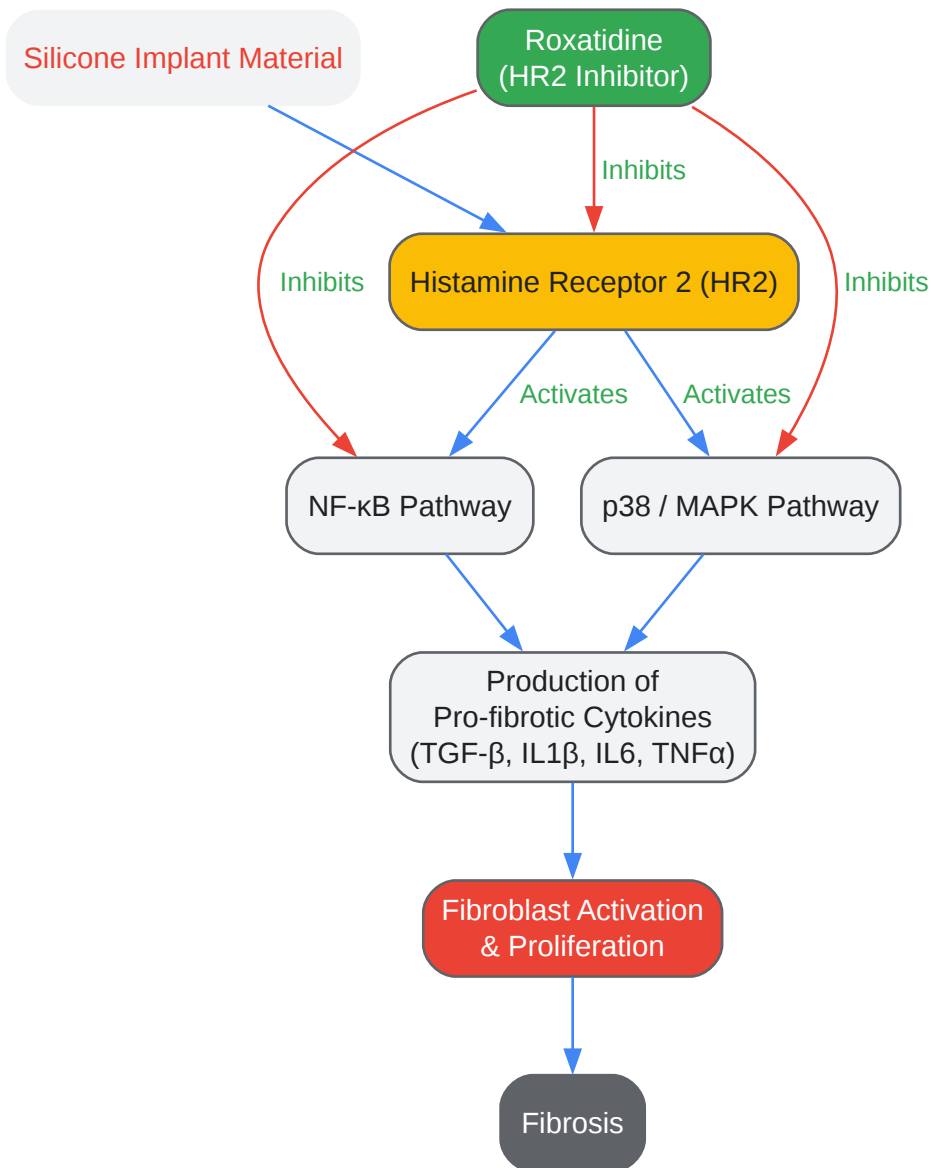 Silicone Implant Material
Roxatidine
(HR2 Inhibitor)
Inhibits
Histamine Receptor 2 (HR2)
Inhibits
Inhibits
Activates
Activates
NF-κB Pathway
p38 / MAPK Pathway
Production of
Pro-fibrotic Cytokines
(TGF-β, IL1β, IL6, TNFα)
Fibroblast Activation
& Proliferation
Fibrosis